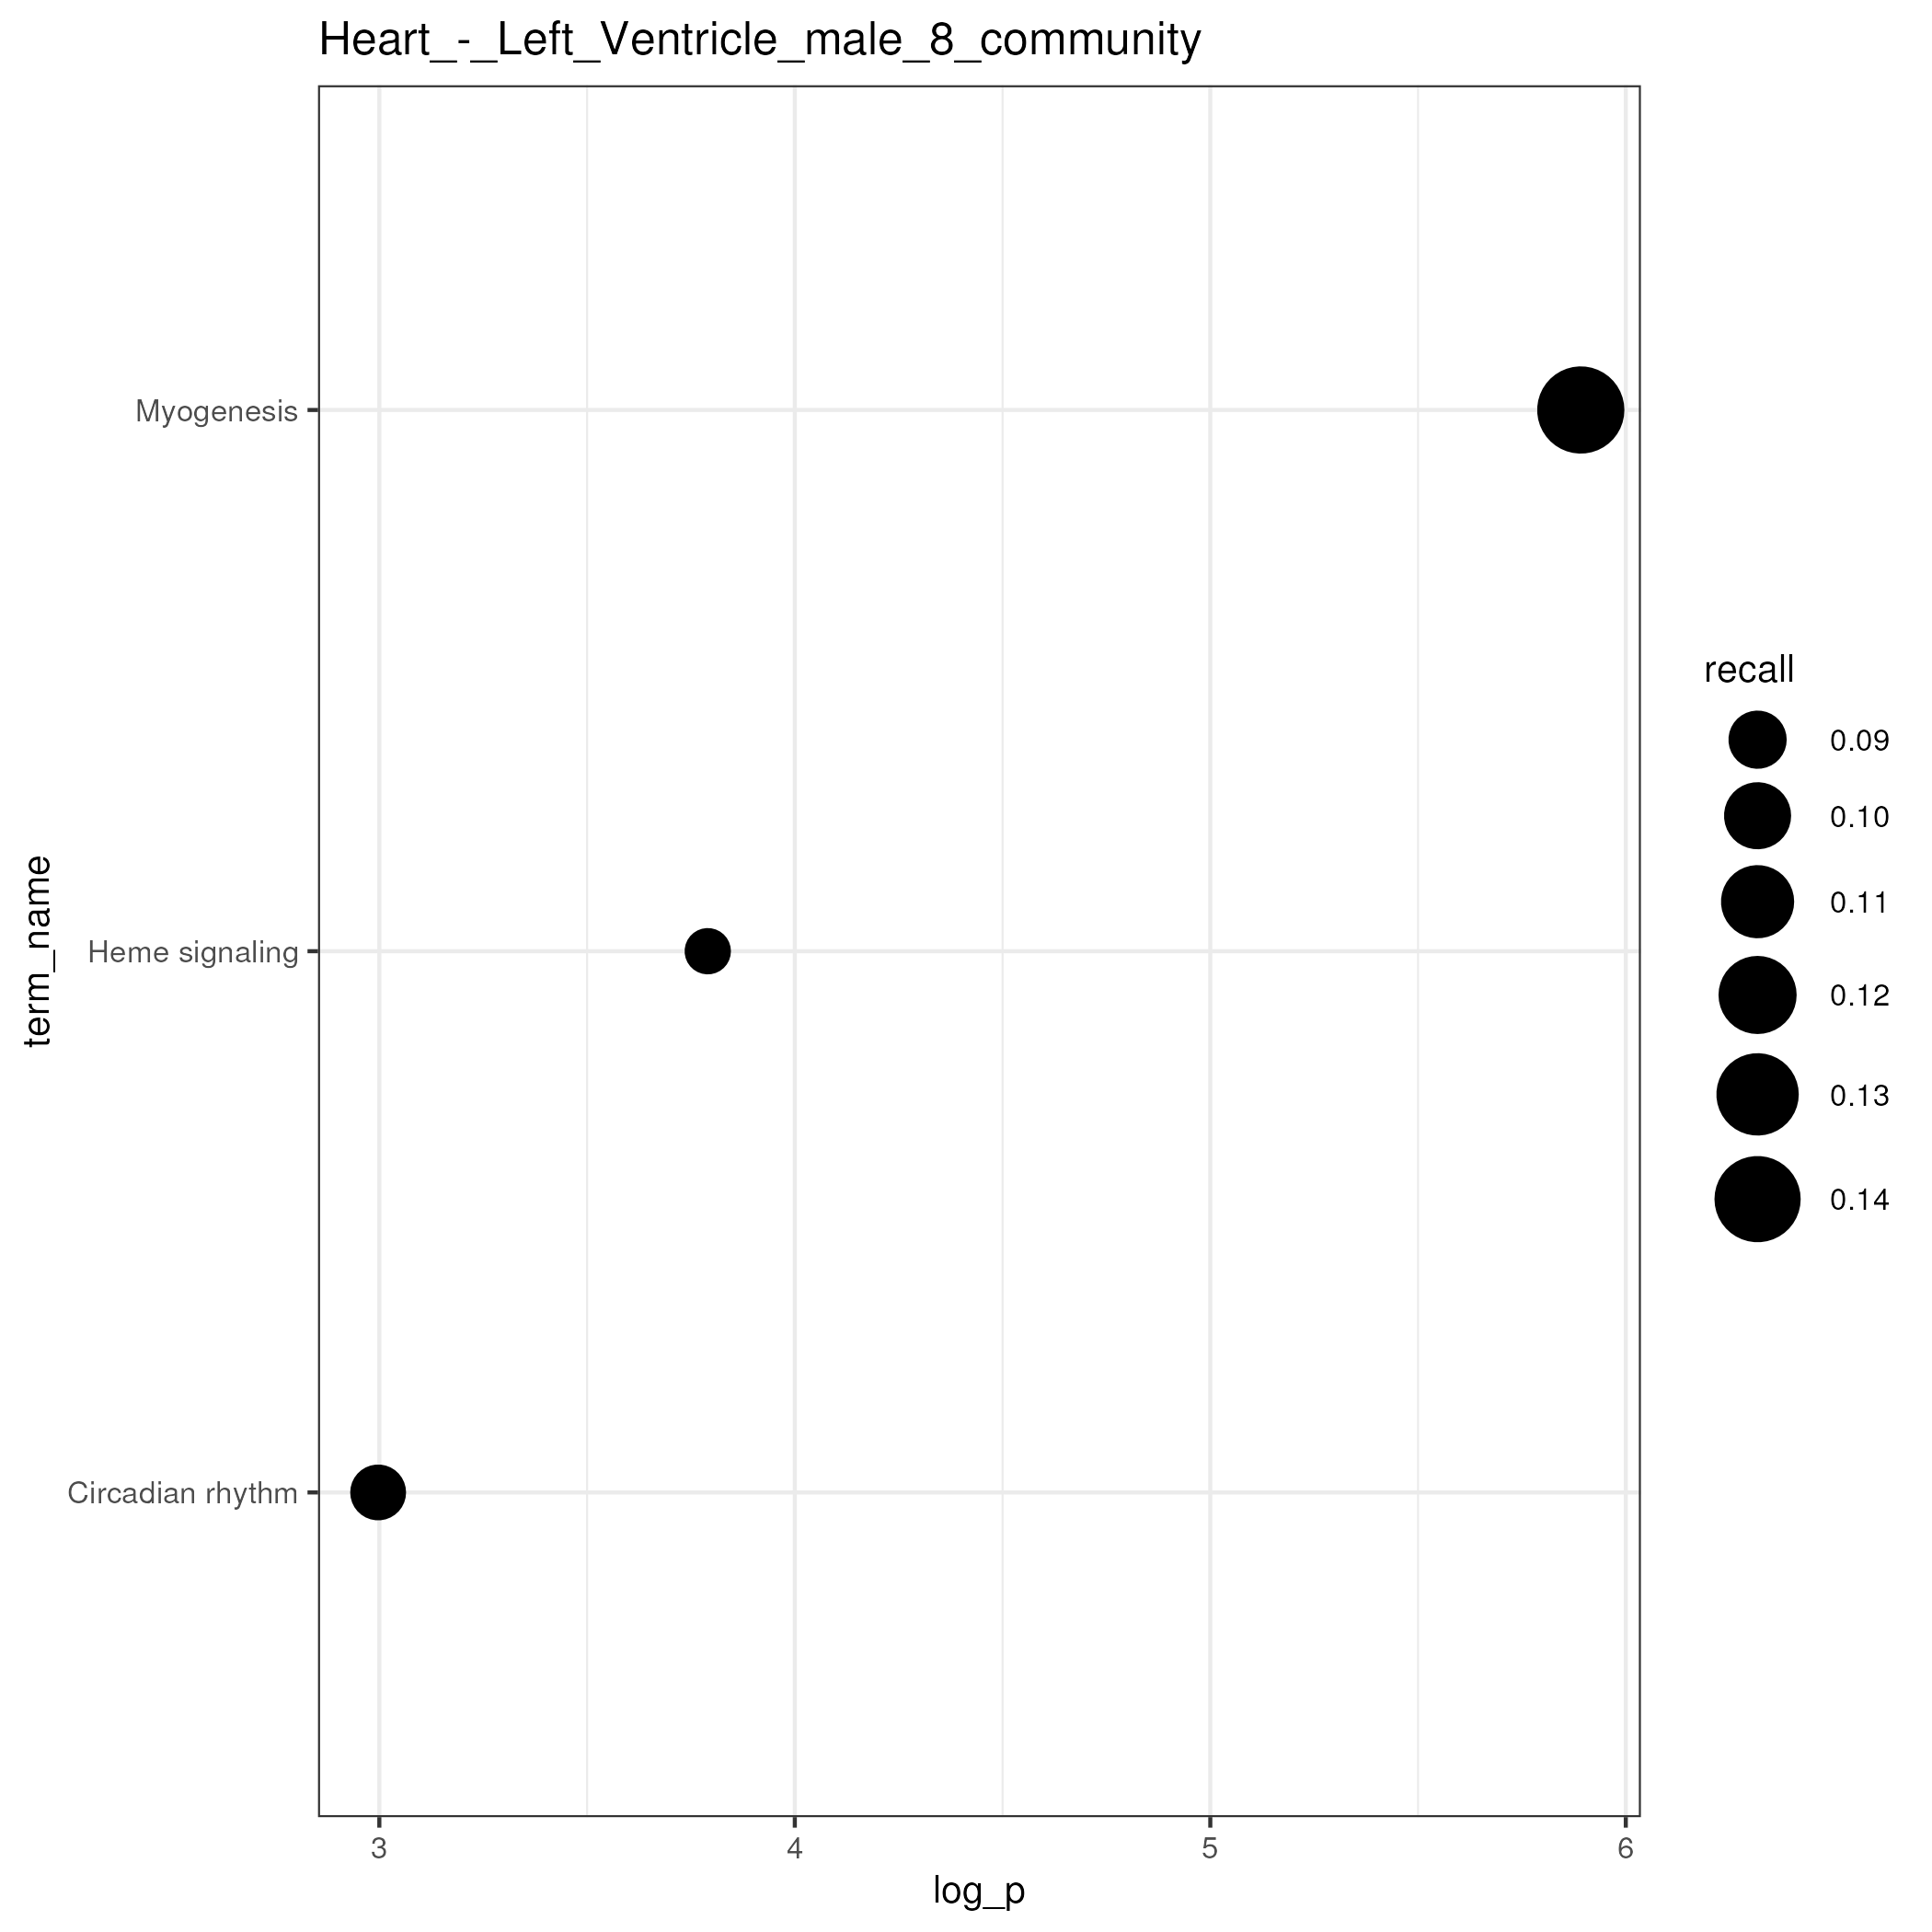 Heart_-_Left_Ventricle_male_8_community
term_name
Myogenesis
Heme signaling
Circadian rhythm
3
4
5
6
log_p
recall
0.09
0.10
0.11
0.12
0.13
0.14